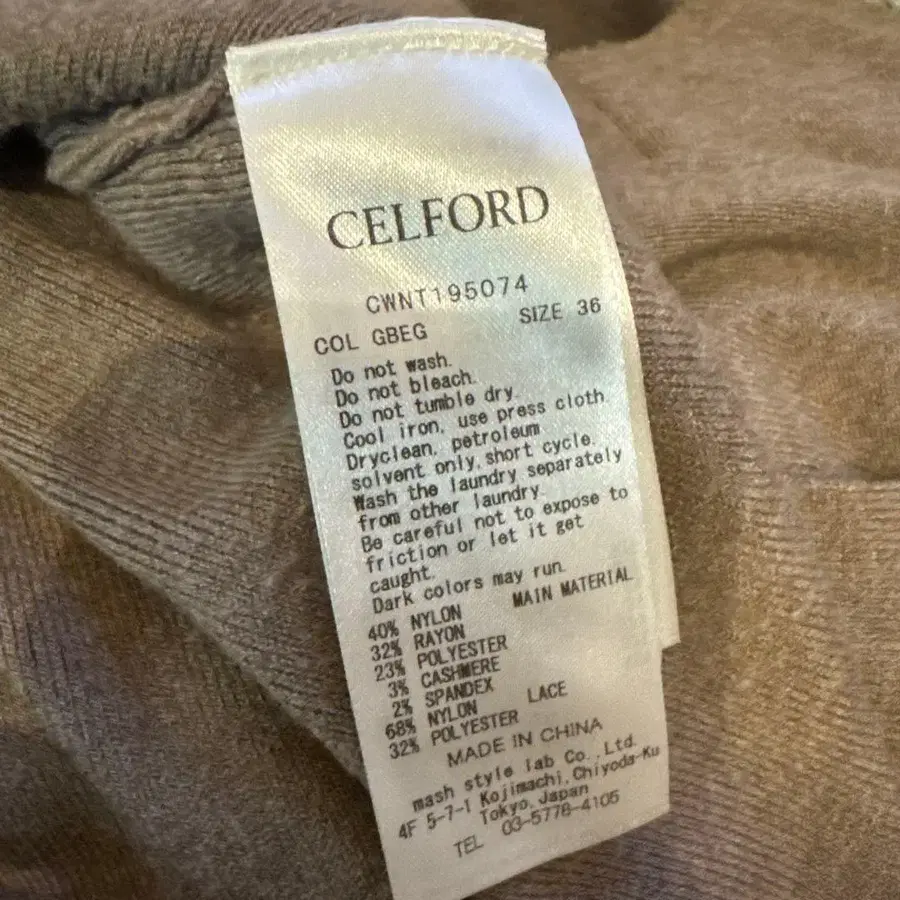 CELFORD
CWNT195074
COL GBEG SIZE 36
Do not wash.
Do not bleach.
Do not tumble dry.
Cool iron, use press cloth
Dryclean, petroleum
solvent only, short cycle.
Wash the laundry separately
from other laundry.
Be careful not to expose to
friction or let it get
caught.
Dark colors may run.
40% NYLON MAIN MATERIAL
32% RAYON
23% POLYESTER
3% CASHMERE
2% SPANDEX
68% NYLON LACE
32% POLYESTER
MADE IN CHINA
mash style lab Co., Ltd.
4F 5-7-1 Kojimachi, Chiyoda-Ku
Tokyo, Japan
TEL 03-5778-4105